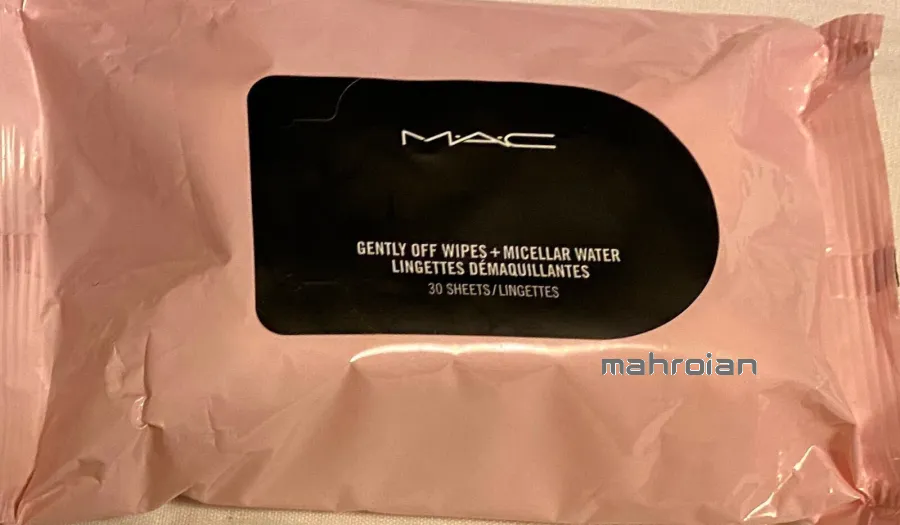 M·A·C
GENTLY OFF WIPES + MICELLAR WATER
LINGETTES DÉMAQUILLANTES
30 SHEETS/LINGETTES
mahroian